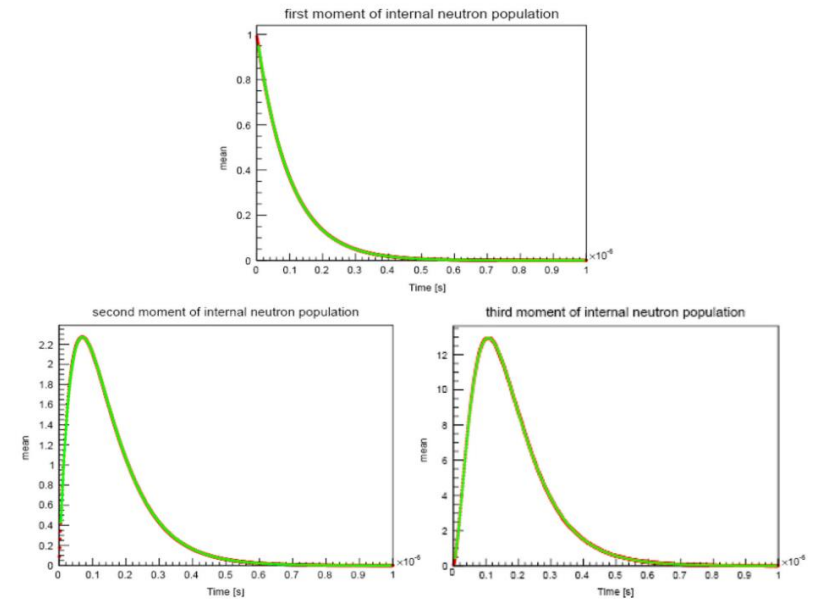 first moment of internal neutron population
1
0.8
0.6
0.4
0.2
0
mean
0 0.1 0.2 0.3 0.4 0.5 0.6 0.7 0.8 0.9 1
×10⁻⁶
Time [s]
second moment of internal neutron population
2.2
2
1.8
1.6
1.4
1.2
1
0.8
0.6
0.4
0.2
0
mean
0 0.1 0.2 0.3 0.4 0.5 0.6 0.7 0.8 0.9 1
×10⁻⁶
Time [s]
third moment of internal neutron population
12
10
8
6
4
2
0
mean
0 0.1 0.2 0.3 0.4 0.5 0.6 0.7 0.8 0.9 1
×10⁻⁶
Time [s]